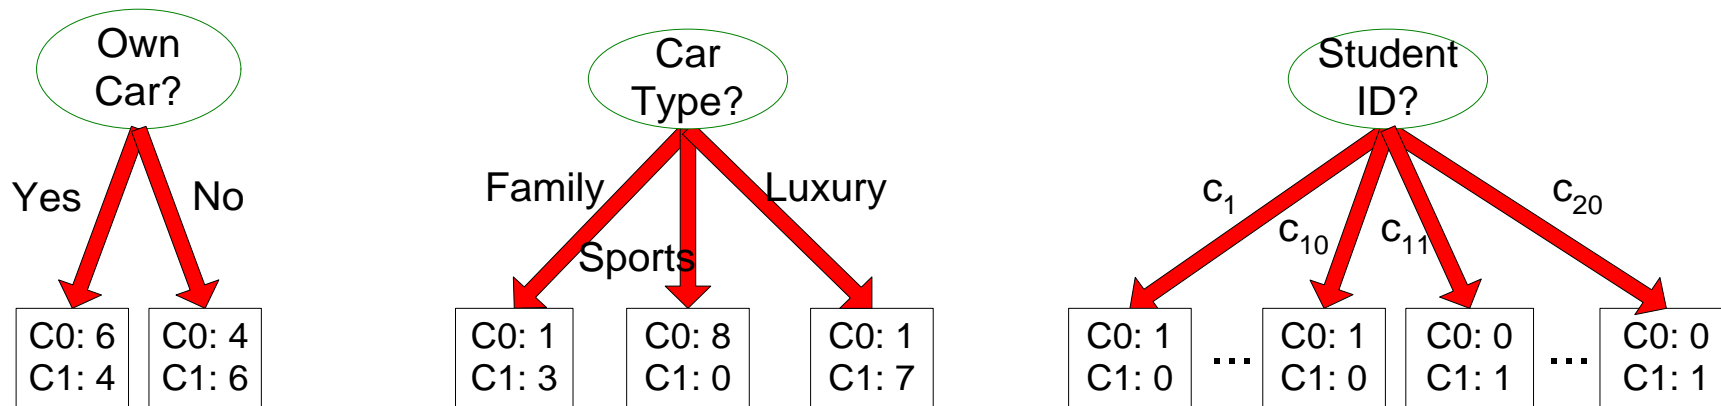 Own
Car?
Yes
No
C0: 6
C1: 4
C0: 4
C1: 6
Car
Type?
Family
Sports
Luxury
C0: 1
C1: 3
C0: 8
C1: 0
C0: 1
C1: 7
Student
ID?
c1
c10
c11
c20
C0: 1
C1: 0
...
C0: 1
C1: 0
C0: 0
C1: 1
...
C0: 0
C1: 1